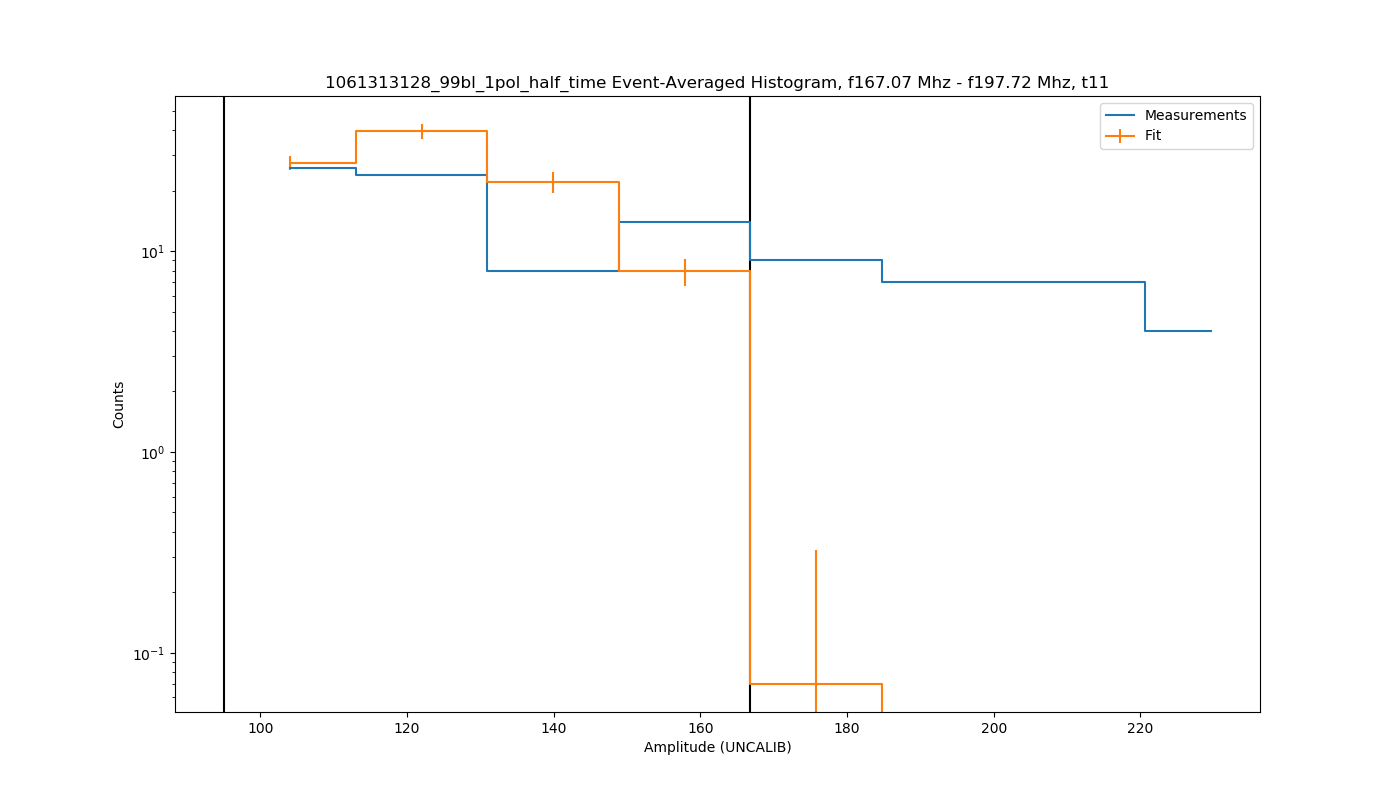 1061313128_99bl_1pol_half_time Event-Averaged Histogram, f167.07 Mhz - f197.72 Mhz, t11
Measurements
Fit
Counts
10^1
10^0
10^-1
100 120 140 160 180 200 220
Amplitude (UNCALIB)